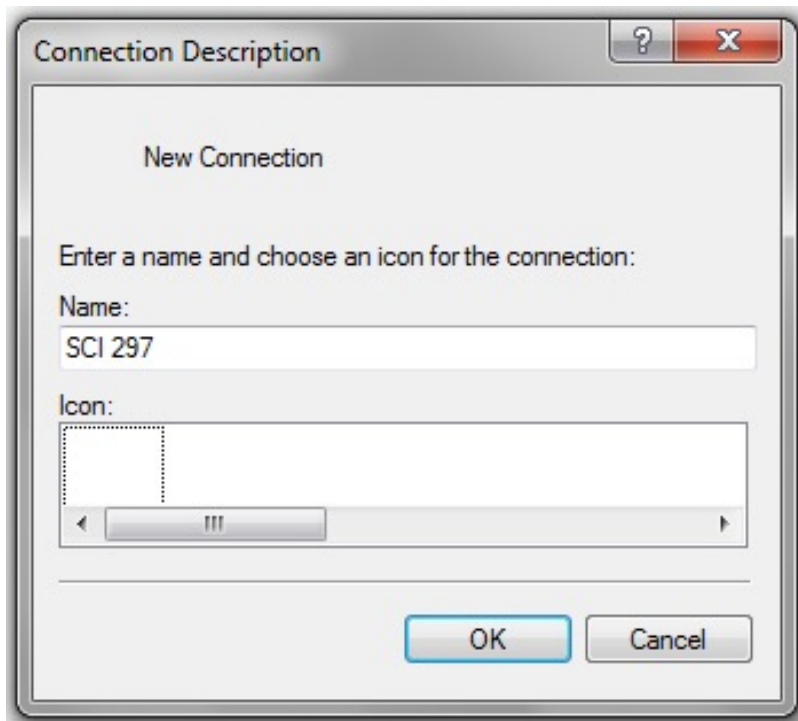 Connection Description
New Connection
Enter a name and choose an icon for the connection:
Name:
SCI 297
Icon:
OK
Cancel